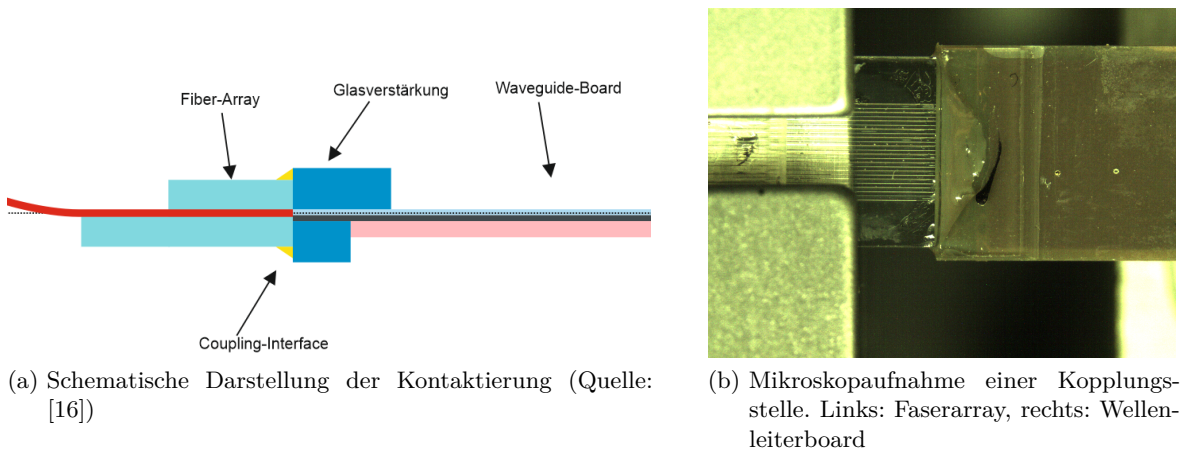 Fiber-Array
Glasverstärkung
Waveguide-Board
Coupling-Interface
(a) Schematische Darstellung der Kontaktierung (Quelle:
[16])
(b) Mikroskopaufnahme einer Kopplungs-
stelle. Links: Faserarray, rechts: Wellen-
leiterboard